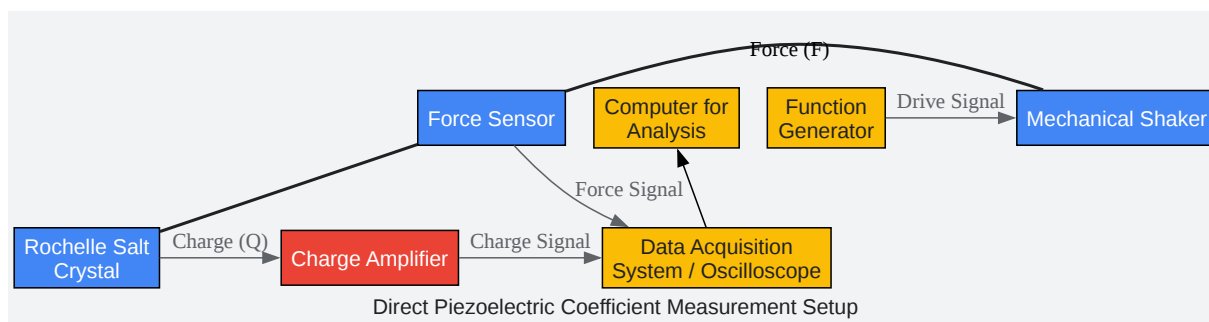 Force (F)
Force Sensor
Computer for
Analysis
Function
Generator
Drive Signal
Mechanical Shaker
Force Signal
Rochelle Salt
Crystal
Charge (Q)
Charge Amplifier
Charge Signal
Data Acquisition
System / Oscilloscope
Direct Piezoelectric Coefficient Measurement Setup